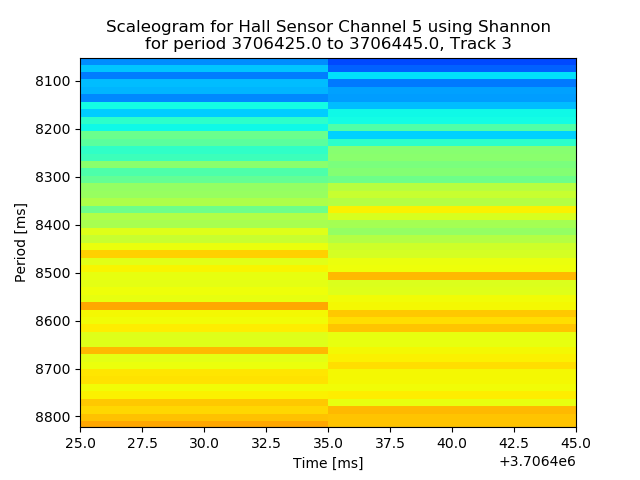 Scaleogram for Hall Sensor Channel 5 using Shannon
for period 3706425.0 to 3706445.0, Track 3
8100
8200
8300
8400
8500
8600
8700
8800
Period [ms]
25.0 27.5 30.0 32.5 35.0 37.5 40.0 42.5 45.0
Time [ms]
+3.7064e6